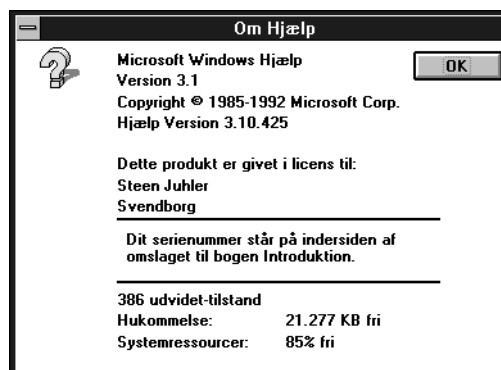 Om Hjælp
Microsoft Windows Hjælp
OK
Version 3.1
Copyright © 1985-1992 Microsoft Corp.
Hjælp Version 3.10.425
Dette produkt er givet i licens til:
Steen Juhler
Svendborg
Dit serienummer står på indersiden af
omslaget til bogen Introduktion.
386 udvidet-tilstand
Hukommelse: 21.277 KB fri
Systemressourcer: 85% fri